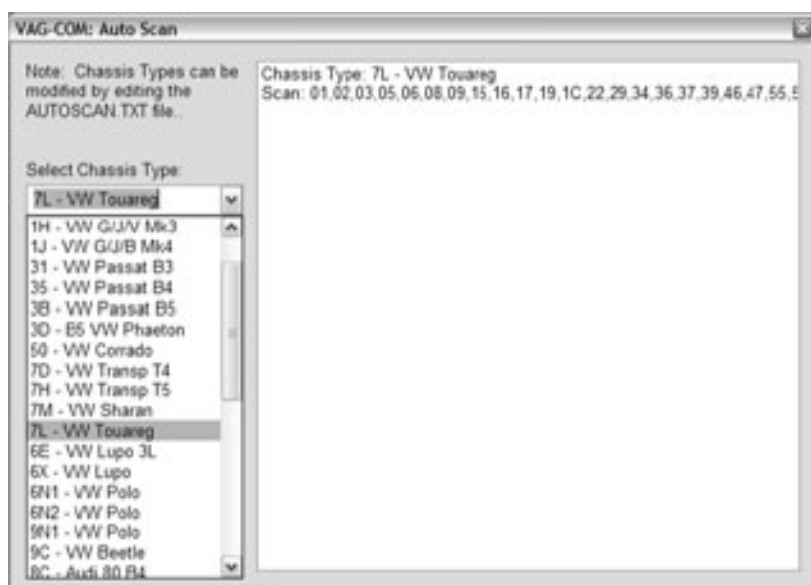 VAG-COM: Auto Scan
Note: Chassis Types can be
modified by editing the
AUTOSCAN.TXT file..
Select Chassis Type:
7L - VW Touareg
1H - VW G/J/V Mk3
1J - VW G/J/B Mk4
31 - VW Passat B3
35 - VW Passat B4
3B - VW Passat B5
3D - B5 VW Phaeton
50 - VW Corrado
7D - VW Transp T4
7H - VW Transp T5
7M - VW Sharan
7L - VW Touareg
6E - VW Lupo 3L
6X - VW Lupo
6N1 - VW Polo
6N2 - VW Polo
9N1 - VW Polo
9C - VW Beetle
8C - Audi 80 B4
Chassis Type: 7L - VW Touareg
Scan: 01,02,03,05,06,08,09,15,16,17,19,1C,22,29,34,36,37,39,46,47,55,5